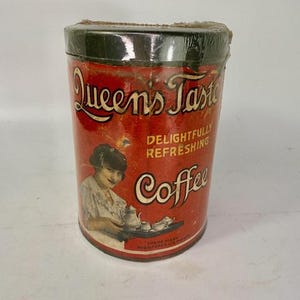 Queen's Taste
DELIGHTFULLY
REFRESHING
Coffee